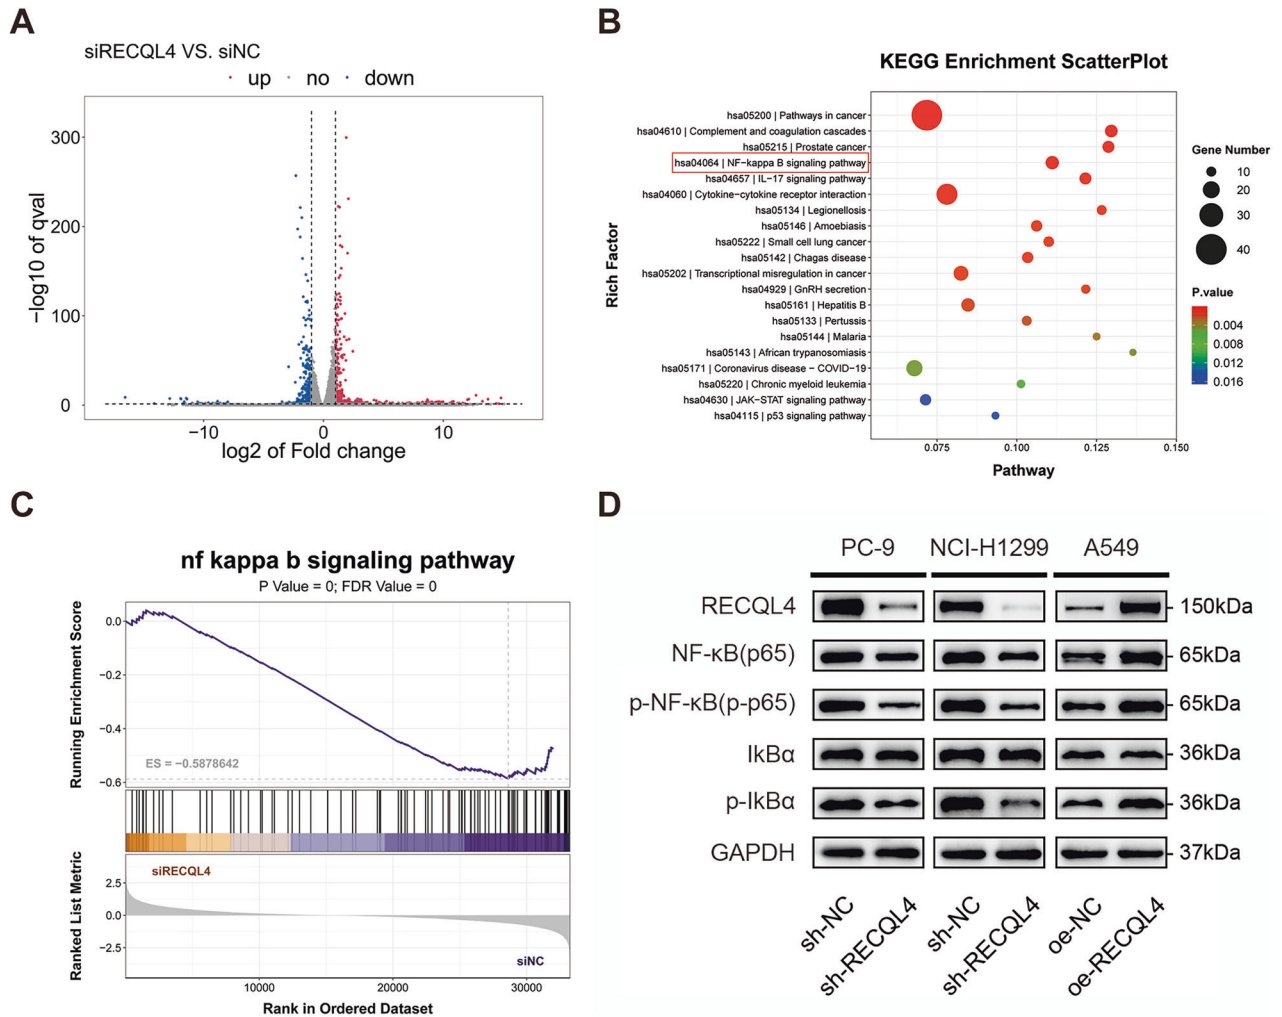 A
siRECQL4 VS. siNC
up no down
300
200
100
0
−log10 of qval
−10 0 10
log2 of Fold change
B
KEGG Enrichment ScatterPlot
hsa05200 | Pathways in cancer
hsa04610 | Complement and coagulation cascades
hsa05215 | Prostate cancer
hsa04064 | NF−kappa B signaling pathway
hsa04657 | IL−17 signaling pathway
hsa04060 | Cytokine−cytokine receptor interaction
hsa05134 | Legionellosis
hsa05146 | Amoebiasis
hsa05222 | Small cell lung cancer
hsa05142 | Chagas disease
hsa05202 | Transcriptional misregulation in cancer
hsa04929 | GnRH secretion
hsa05161 | Hepatitis B
hsa05133 | Pertussis
hsa05144 | Malaria
hsa05143 | African trypanosomiasis
hsa05171 | Coronavirus disease − COVID−19
hsa05220 | Chronic myeloid leukemia
hsa04630 | JAK−STAT signaling pathway
hsa04115 | p53 signaling pathway
Rich Factor
0.075 0.100 0.125 0.150
Pathway
Gene Number
10
20
30
40
P.value
0.004
0.008
0.012
0.016
C
nf kappa b signaling pathway
P Value = 0; FDR Value = 0
Running Enrichment Score
0.0
−0.2
−0.4
−0.6
ES = −0.5878642
Ranked List Metric
siRECQL4
2.5
0.0
−2.5
siNC
10000 20000 30000
Rank in Ordered Dataset
D
PC-9 NCI-H1299 A549
RECQL4 150kDa
NF-κB(p65) 65kDa
p-NF-κB(p-p65) 65kDa
IkBα 36kDa
p-IkBα 36kDa
GAPDH 37kDa
sh-NC
sh-RECQL4
sh-NC
sh-RECQL4
oe-NC
oe-RECQL4